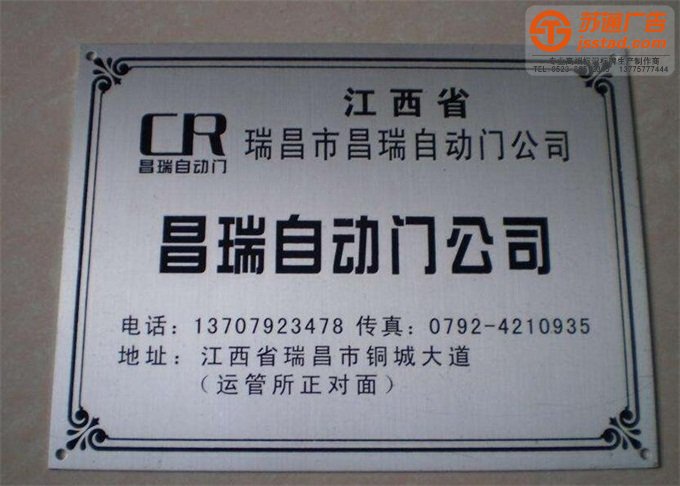 苏通广告
jsstad.com
江西省
CR
瑞昌市昌瑞自动门公司
昌瑞自动门
昌瑞自动门公司
电话：13707923478 传真：0792-4210935
地址：江西省瑞昌市铜城大道
（运管所正对面）